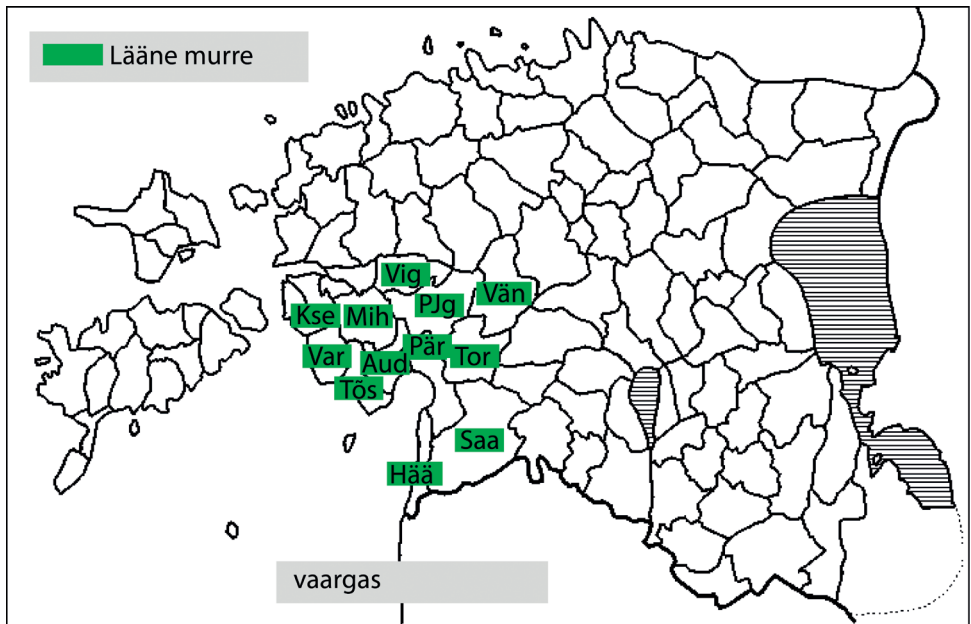 Lääne murre
Vig
PJg
Vän
Kse
Mih
Pär
Var
Aud
Tor
Tõs
Saa
Hää
vaargas